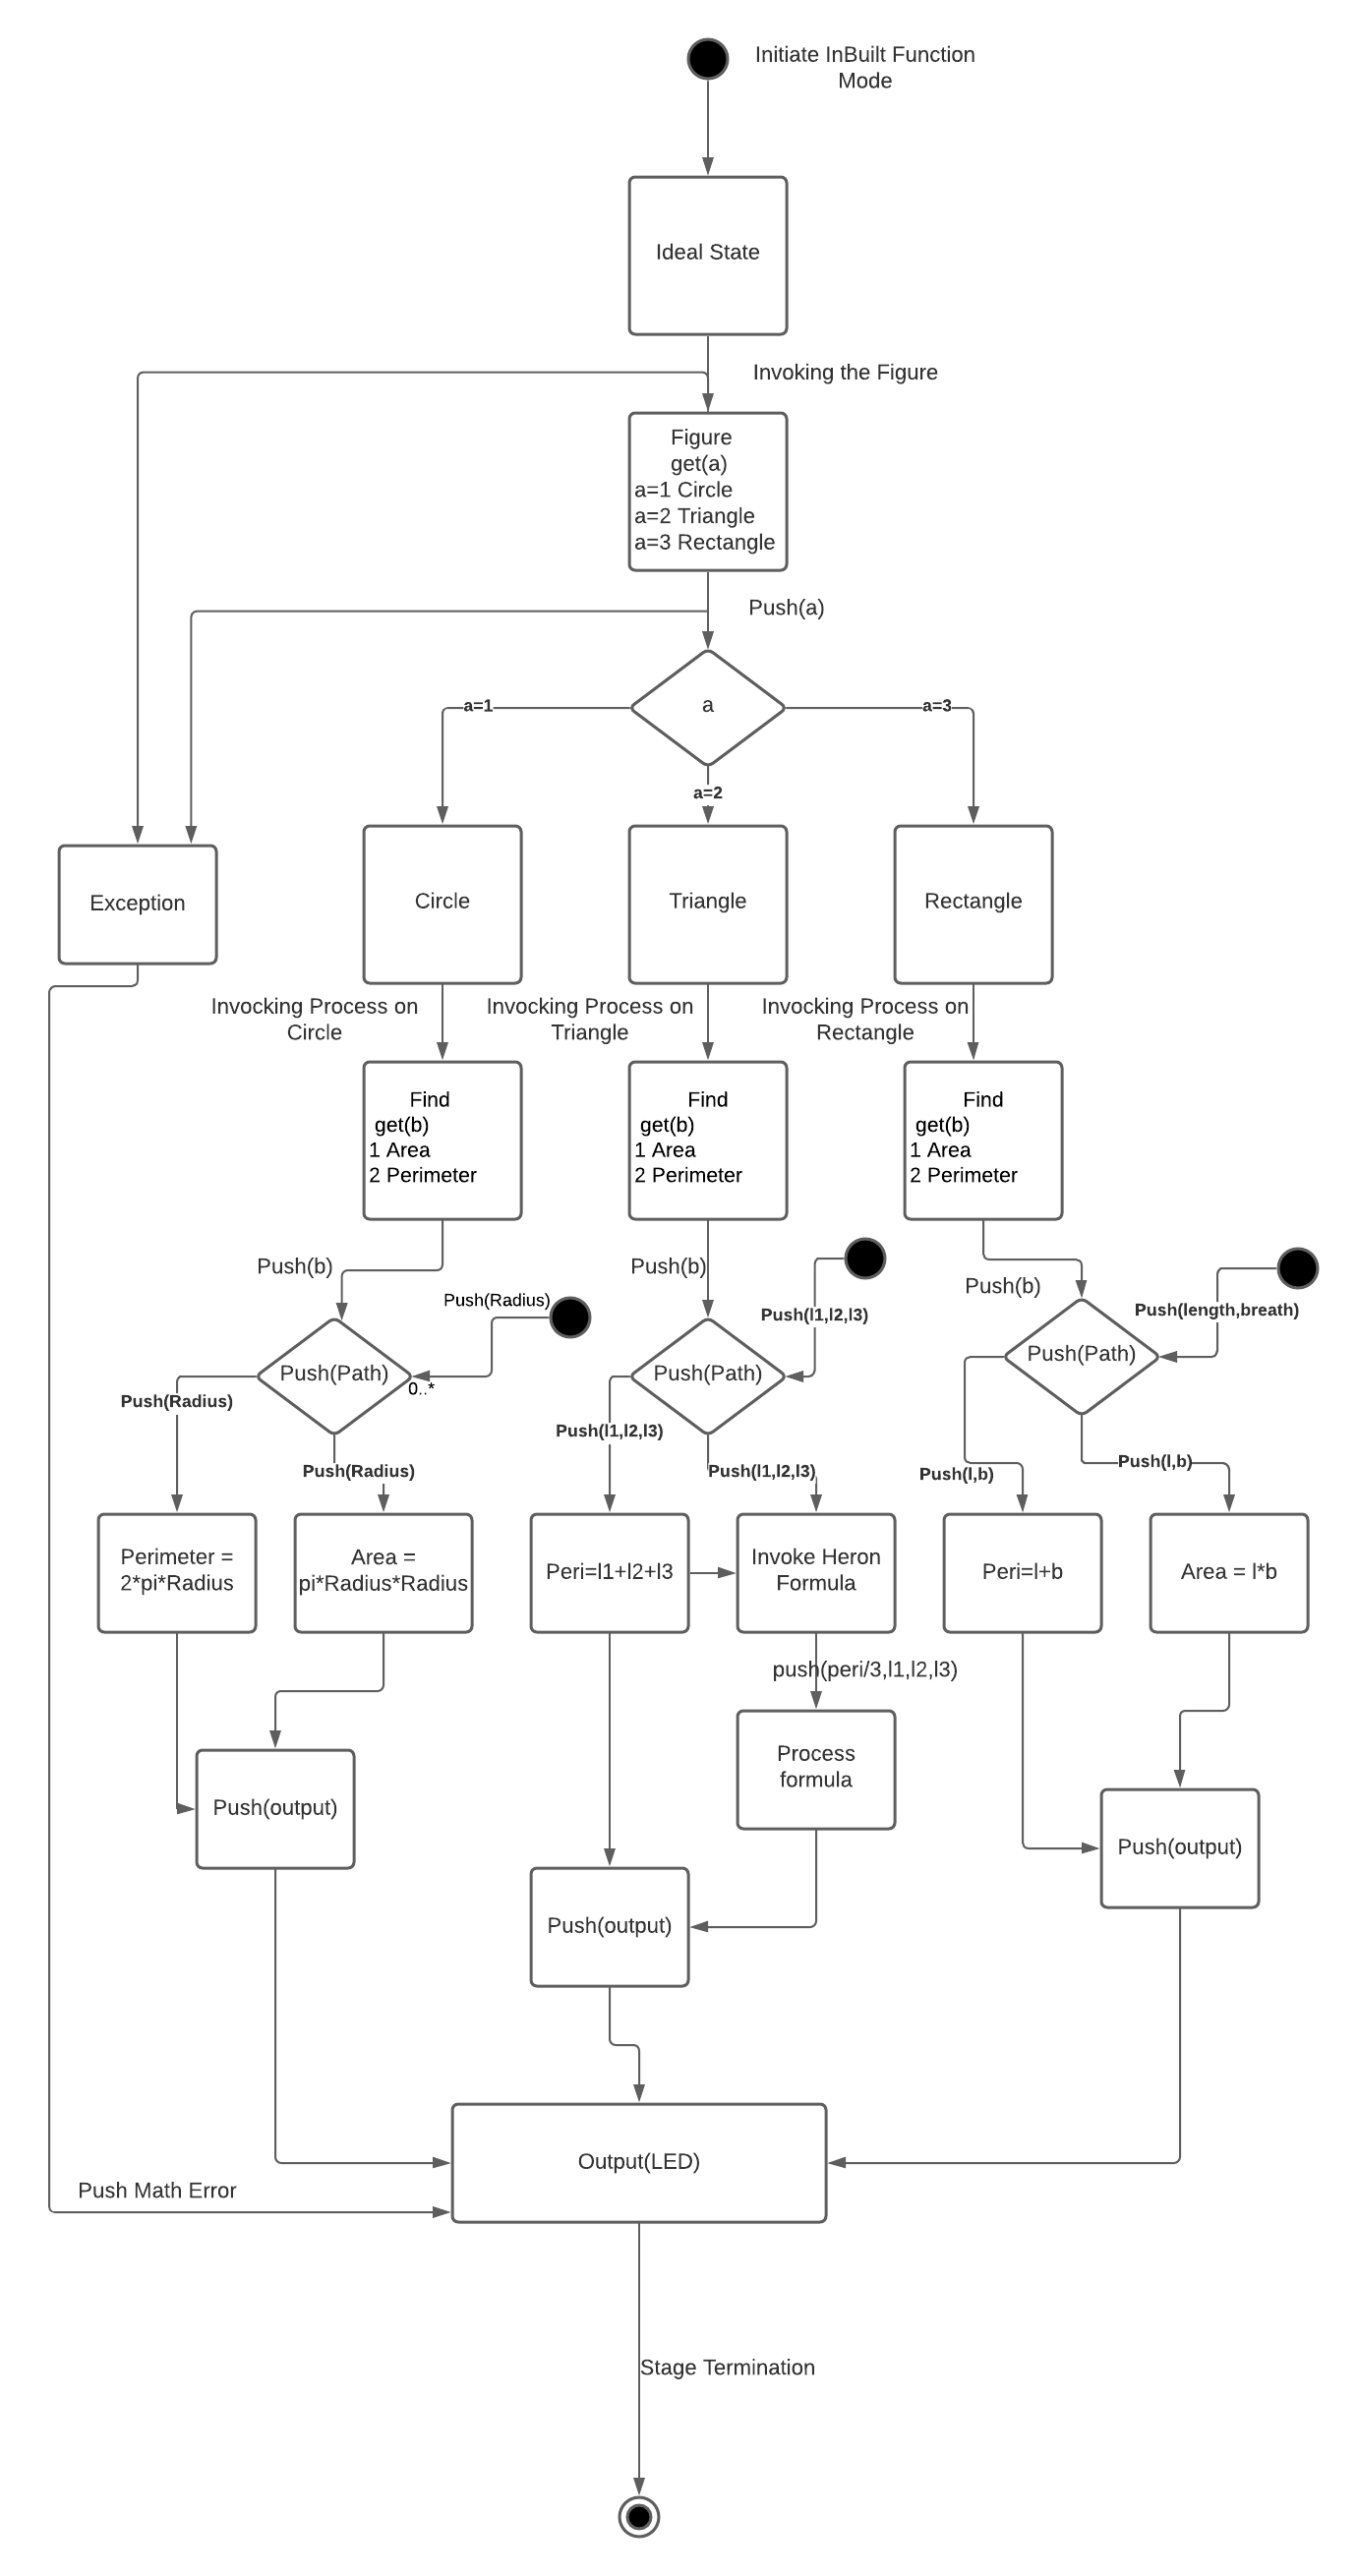 Initiate InBuilt Function
Mode
Ideal State
Invoking the Figure
Figure
get(a)
a=1 Circle
a=2 Triangle
a=3 Rectangle
Push(a)
a
a=1
a=3
a=2
Exception
Circle
Triangle
Rectangle
Invocking Process on
Circle
Invocking Process on
Triangle
Invocking Process on
Rectangle
Find
get(b)
1 Area
2 Perimeter
Find
get(b)
1 Area
2 Perimeter
Find
get(b)
1 Area
2 Perimeter
Push(b)
Push(b)
Push(b)
Push(Radius)
Push(l1,l2,l3)
Push(length,breath)
Push(Path)
0..*
Push(Path)
Push(Path)
Push(Radius)
Push(Radius)
Push(l1,l2,l3)
Push(l1,l2,l3)
Push(l,b)
Push(l,b)
Perimeter =
2*pi*Radius
Area =
pi*Radius*Radius
Peri=l1+l2+l3
Invoke Heron
Formula
Peri=l+b
Area = l*b
push(peri/3,l1,l2,l3)
Process
formula
Push(output)
Push(output)
Push(output)
Output(LED)
Push Math Error
Stage Termination